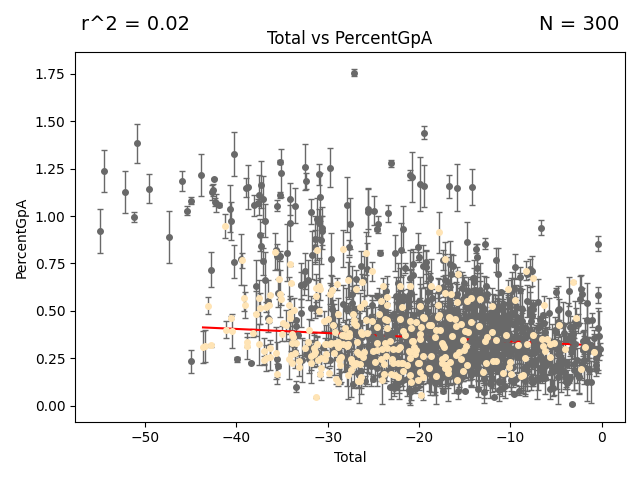 r^2 = 0.02
N = 300
Total vs PercentGpA
1.75
1.50
1.25
1.00
0.75
0.50
0.25
0.00
PercentGpA
−50
−40
−30
−20
−10
0
Total